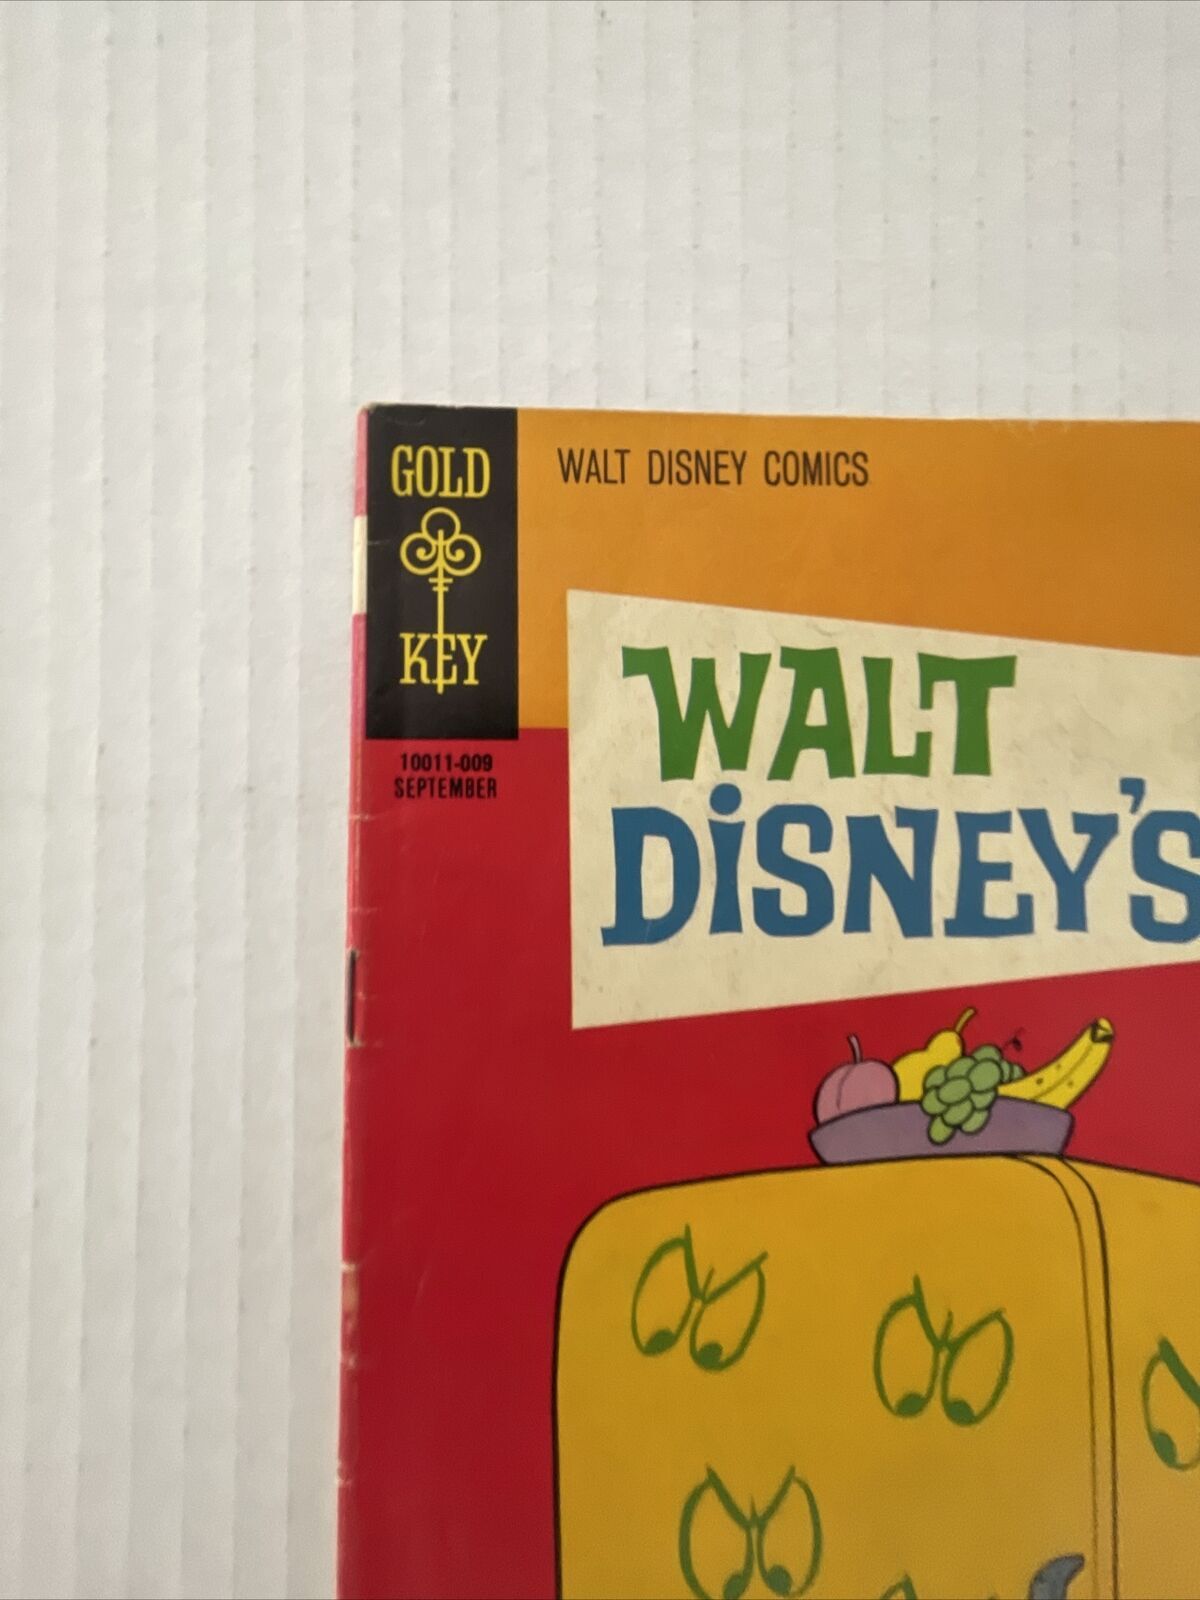 GOLD
KEY
WALT DISNEY COMICS
10011-009
SEPTEMBER
WALT
DiSNEY'S